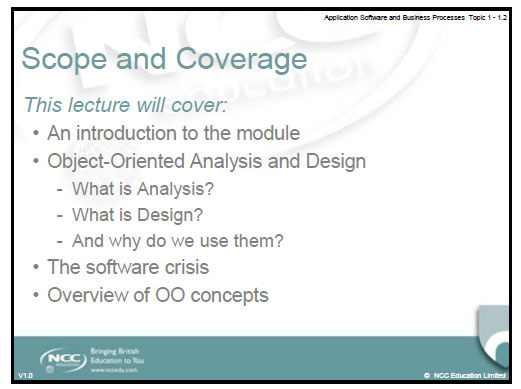 Application Software and Business Processes Topic 1 - 1.2
Scope and Coverage
This lecture will cover:
• An introduction to the module
• Object-Oriented Analysis and Design
- What is Analysis?
- What is Design?
- And why do we use them?
• The software crisis
• Overview of OO concepts
NCC
education
Bringing British
Education to You
www.nccedu.com
V1.0
© NCC Education Limited